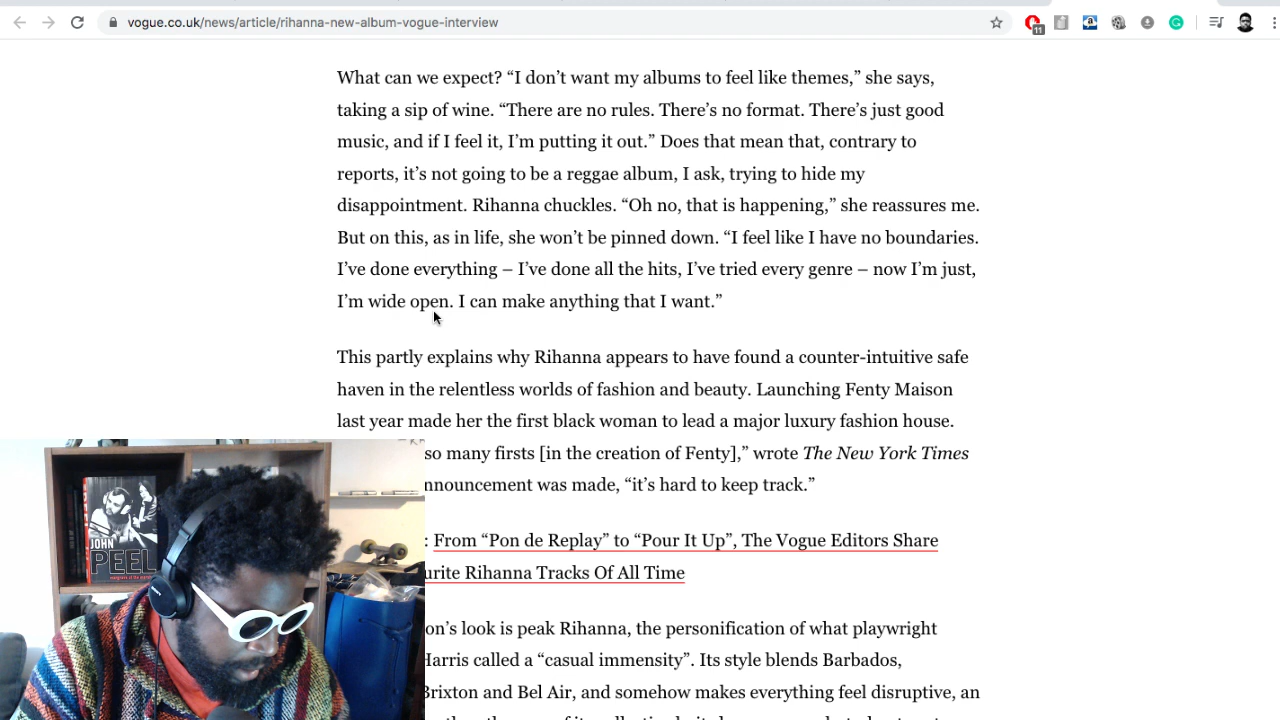 vogue.co.uk/news/article/rihanna-new-album-vogue-interview
11
What can we expect? “I don’t want my albums to feel like themes,” she says,
taking a sip of wine. “There are no rules. There’s no format. There’s just good
music, and if I feel it, I’m putting it out.” Does that mean that, contrary to
reports, it’s not going to be a reggae album, I ask, trying to hide my
disappointment. Rihanna chuckles. “Oh no, that is happening,” she reassures me.
But on this, as in life, she won’t be pinned down. “I feel like I have no boundaries.
I’ve done everything – I’ve done all the hits, I’ve tried every genre – now I’m just,
I’m wide open. I can make anything that I want.”
This partly explains why Rihanna appears to have found a counter-intuitive safe
haven in the relentless worlds of fashion and beauty. Launching Fenty Maison
last year made her the first black woman to lead a major luxury fashion house.
so many firsts [in the creation of Fenty],” wrote The New York Times
nnouncement was made, “it’s hard to keep track.”
: From “Pon de Replay” to “Pour It Up”, The Vogue Editors Share
urite Rihanna Tracks Of All Time
on’s look is peak Rihanna, the personification of what playwright
Harris called a “casual immensity”. Its style blends Barbados,
Brixton and Bel Air, and somehow makes everything feel disruptive, an
JOHN
PEEL